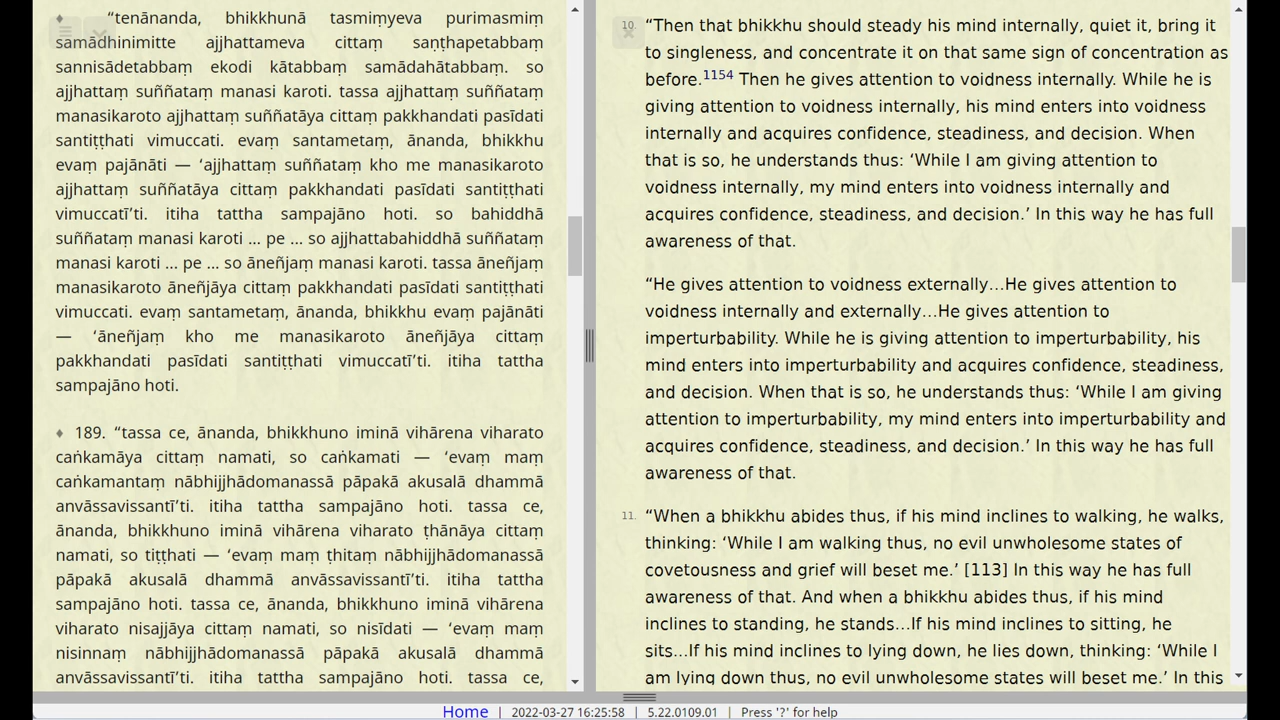 ♦ “tenānanda, bhikkhunā tasmiṃyeva purimasmiṃ
samādhinimitte ajjhattameva cittaṃ saṇṭhapetabbaṃ
sannisādetabbaṃ ekodi kātabbaṃ samādahātabbaṃ. so
ajjhattaṃ suññataṃ manasi karoti. tassa ajjhattaṃ suññataṃ
manasikaroto ajjhattaṃ suññatāya cittaṃ pakkhandati pasīdati
santiṭṭhati vimuccati. evaṃ santametaṃ, ānanda, bhikkhu
evaṃ pajānāti — ‘ajjhattaṃ suññataṃ kho me manasikaroto
ajjhattaṃ suññatāya cittaṃ pakkhandati pasīdati santiṭṭhati
vimuccatī’ti. itiha tattha sampajāno hoti. so bahiddhā
suññataṃ manasi karoti ... pe ... so ajjhattabahiddhā suññataṃ
manasi karoti ... pe ... so āneñjaṃ manasi karoti. tassa āneñjaṃ
manasikaroto āneñjāya cittaṃ pakkhandati pasīdati santiṭṭhati
vimuccati. evaṃ santametaṃ, ānanda, bhikkhu evaṃ pajānāti
— ‘āneñjaṃ kho me manasikaroto āneñjāya cittaṃ
pakkhandati pasīdati santiṭṭhati vimuccatī’ti. itiha tattha
sampajāno hoti.
♦ 189. “tassa ce, ānanda, bhikkhuno iminā vihārena viharato
caṅkamāya cittaṃ namati, so caṅkamati — ‘evaṃ maṃ
caṅkamantaṃ nābhijjhādomanassā pāpakā akusalā dhammā
anvāssavissantī’ti. itiha tattha sampajāno hoti. tassa ce,
ānanda, bhikkhuno iminā vihārena viharato ṭhānāya cittaṃ
namati, so tiṭṭhati — ‘evaṃ maṃ ṭhitaṃ nābhijjhādomanassā
pāpakā akusalā dhammā anvāssavissantī’ti. itiha tattha
sampajāno hoti. tassa ce, ānanda, bhikkhuno iminā vihārena
viharato nisajjāya cittaṃ namati, so nisīdati — ‘evaṃ maṃ
nisinnaṃ nābhijjhādomanassā pāpakā akusalā dhammā
anvāssavissantī’ti. itiha tattha sampajāno hoti. tassa ce,
10. “Then that bhikkhu should steady his mind internally, quiet it, bring it
to singleness, and concentrate it on that same sign of concentration as
before.1154 Then he gives attention to voidness internally. While he is
giving attention to voidness internally, his mind enters into voidness
internally and acquires confidence, steadiness, and decision. When
that is so, he understands thus: ‘While I am giving attention to
voidness internally, my mind enters into voidness internally and
acquires confidence, steadiness, and decision.’ In this way he has full
awareness of that.
“He gives attention to voidness externally…He gives attention to
voidness internally and externally…He gives attention to
imperturbability. While he is giving attention to imperturbability, his
mind enters into imperturbability and acquires confidence, steadiness,
and decision. When that is so, he understands thus: ‘While I am giving
attention to imperturbability, my mind enters into imperturbability and
acquires confidence, steadiness, and decision.’ In this way he has full
awareness of that.
11. “When a bhikkhu abides thus, if his mind inclines to walking, he walks,
thinking: ‘While I am walking thus, no evil unwholesome states of
covetousness and grief will beset me.’ [113] In this way he has full
awareness of that. And when a bhikkhu abides thus, if his mind
inclines to standing, he stands…If his mind inclines to sitting, he
sits…If his mind inclines to lying down, he lies down, thinking: ‘While I
am lying down thus, no evil unwholesome states will beset me.’ In this
Home | 2022-03-27 16:25:58 | 5.22.0109.01 | Press '?' for help